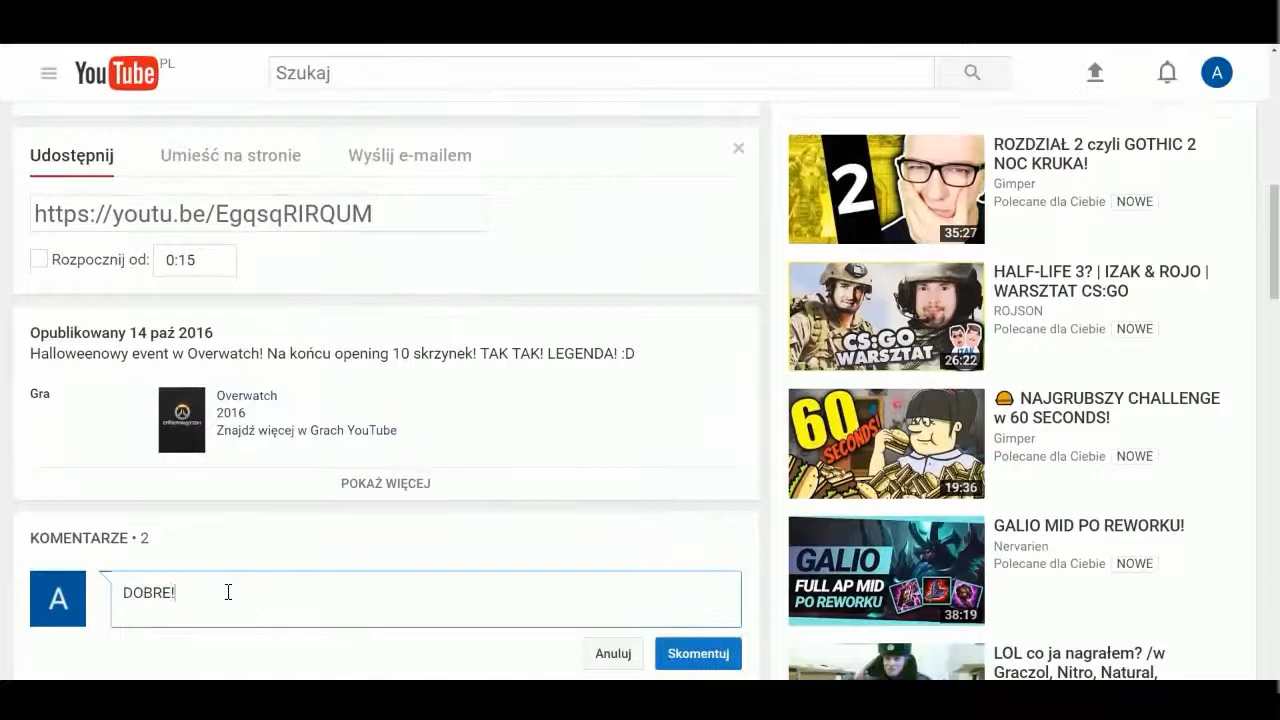 YouTube PL
Szukaj
A
Udostępnij
Umieść na stronie
Wyślij e-mailem
https://youtu.be/EgqsqRIRQUM
Rozpocznij od:
0:15
Opublikowany 14 paź 2016
Halloweenowy event w Overwatch! Na końcu opening 10 skrzynek! TAK TAK! LEGENDA! :D
Gra
OVERWATCH
Overwatch
2016
Znajdź więcej w Grach YouTube
POKAŻ WIĘCEJ
KOMENTARZE • 2
A
DOBRE!
Anuluj
Skomentuj
2
35:27
ROZDZIAŁ 2 czyli GOTHIC 2
NOC KRUKA!
Gimper
Polecane dla Ciebie NOWE
CS:GO
WARSZTAT
IZAK
26:22
HALF-LIFE 3? | IZAK & ROJO |
WARSZTAT CS:GO
ROJSON
Polecane dla Ciebie NOWE
60
SECONDS!
19:36
NAJGRUBSZY CHALLENGE
w 60 SECONDS!
Gimper
Polecane dla Ciebie NOWE
GALIO
FULL AP MID
PO REWORKU!
38:19
GALIO MID PO REWORKU!
Nervarien
Polecane dla Ciebie NOWE
LOL co ja nagrałem? /w
Graczol, Nitro, Natural,